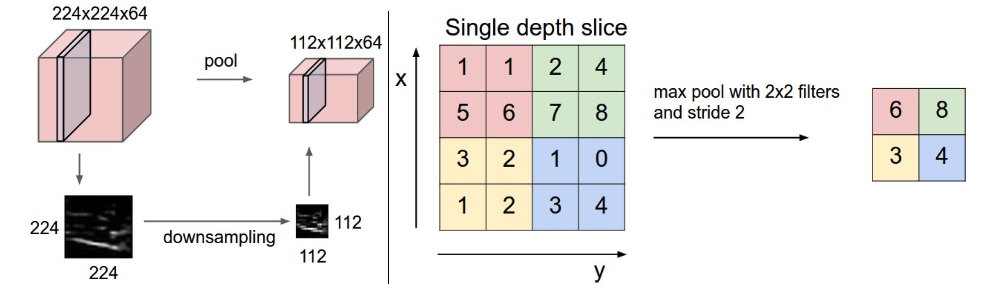 224x224x64
pool
112x112x64
224
224
downsampling
112
112
Single depth slice
x
1 1 2 4
5 6 7 8
3 2 1 0
1 2 3 4
y
max pool with 2x2 filters
and stride 2
6 8
3 4